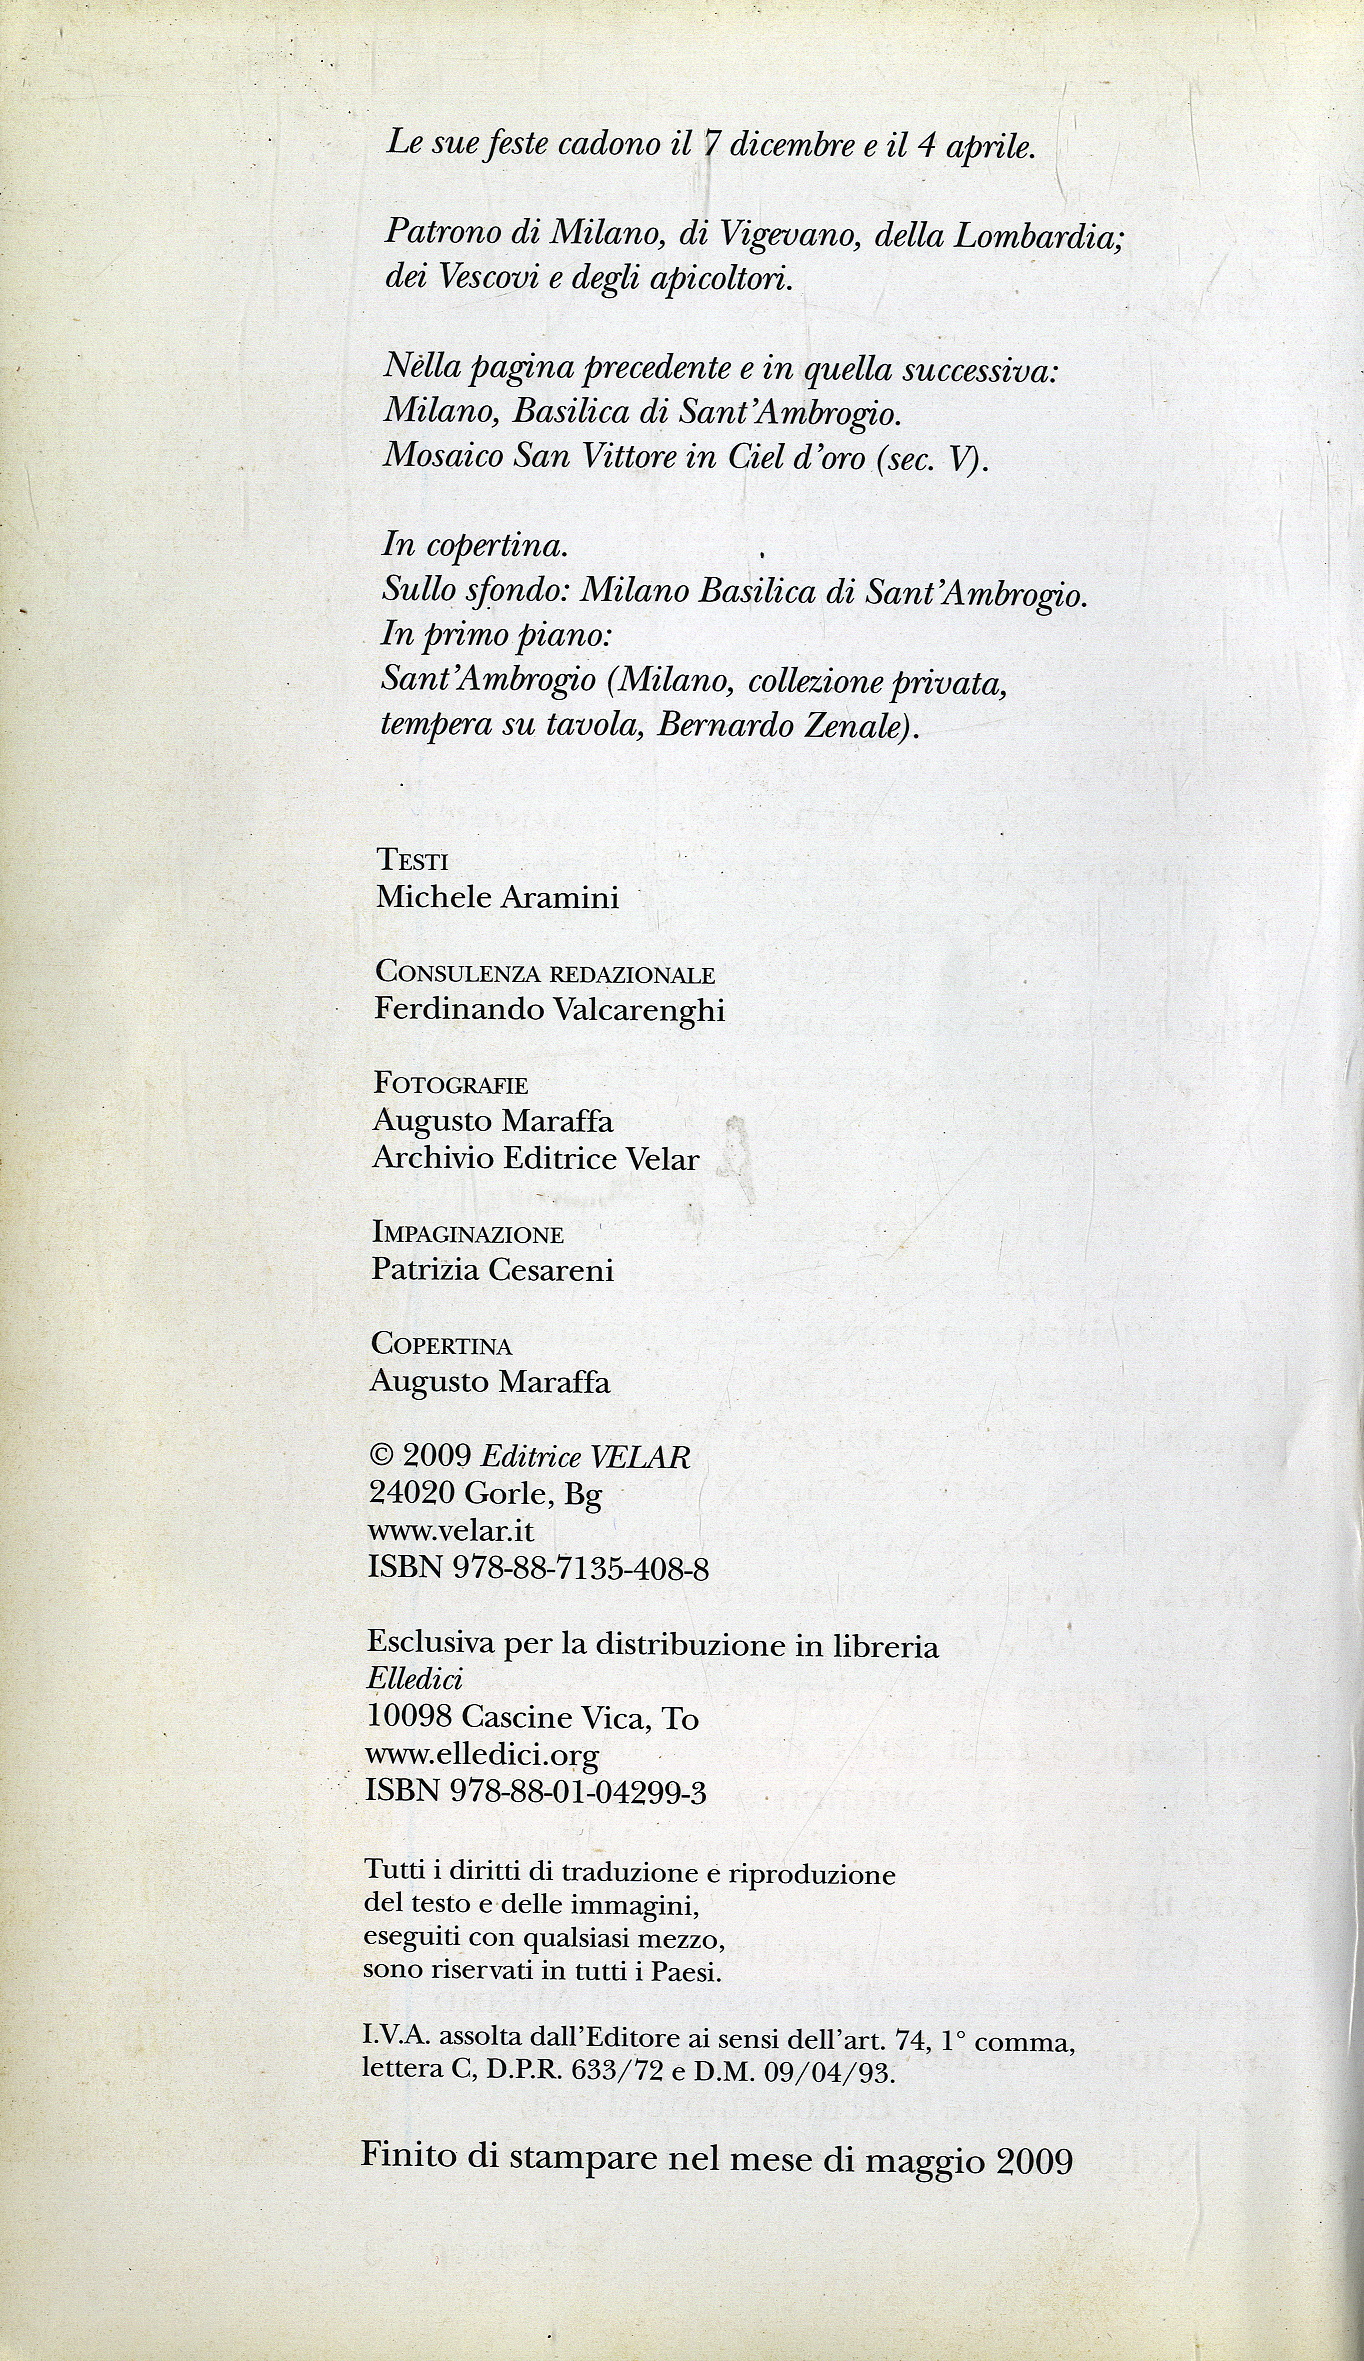 Le sue feste cadono il 7 dicembre e il 4 aprile.
Patrono di Milano, di Vigevano, della Lombardia;
dei Vescovi e degli apicoltori.
Nella pagina precedente e in quella successiva:
Milano, Basilica di Sant'Ambrogio.
Mosaico San Vittore in Ciel d'oro (sec. V).
In copertina.
Sullo sfondo: Milano Basilica di Sant'Ambrogio.
In primo piano:
Sant'Ambrogio (Milano, collezione privata,
tempera su tavola, Bernardo Zenale).
TESTI
Michele Aramini
CONSULENZA REDAZIONALE
Ferdinando Valcarenghi
FOTOGRAFIE
Augusto Maraffa
Archivio Editrice Velar
IMPAGINAZIONE
Patrizia Cesareni
COPERTINA
Augusto Maraffa
© 2009 Editrice VELAR
24020 Gorle, Bg
www.velar.it
ISBN 978-88-7135-408-8
Esclusiva per la distribuzione in libreria
Elledici
10098 Cascine Vica, To
www.elledici.org
ISBN 978-88-01-04299-3
Tutti i diritti di traduzione e riproduzione
del testo e delle immagini,
eseguiti con qualsiasi mezzo,
sono riservati in tutti i Paesi.
I.V.A. assolta dall'Editore ai sensi dell'art. 74, 1° comma,
lettera C, D.P.R. 633/72 e D.M. 09/04/93.
Finito di stampare nel mese di maggio 2009